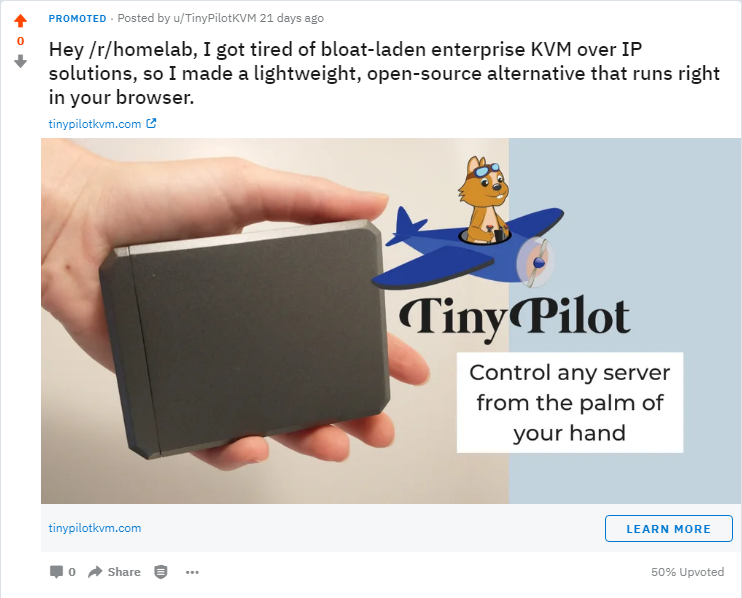 PROMOTED · Posted by u/TinyPilotKVM 21 days ago
0
Hey /r/homelab, I got tired of bloat-laden enterprise KVM over IP
solutions, so I made a lightweight, open-source alternative that runs right
in your browser.
tinypilotkvm.com
TinyPilot
Control any server
from the palm of
your hand
tinypilotkvm.com
LEARN MORE
0 Share ···
50% Upvoted